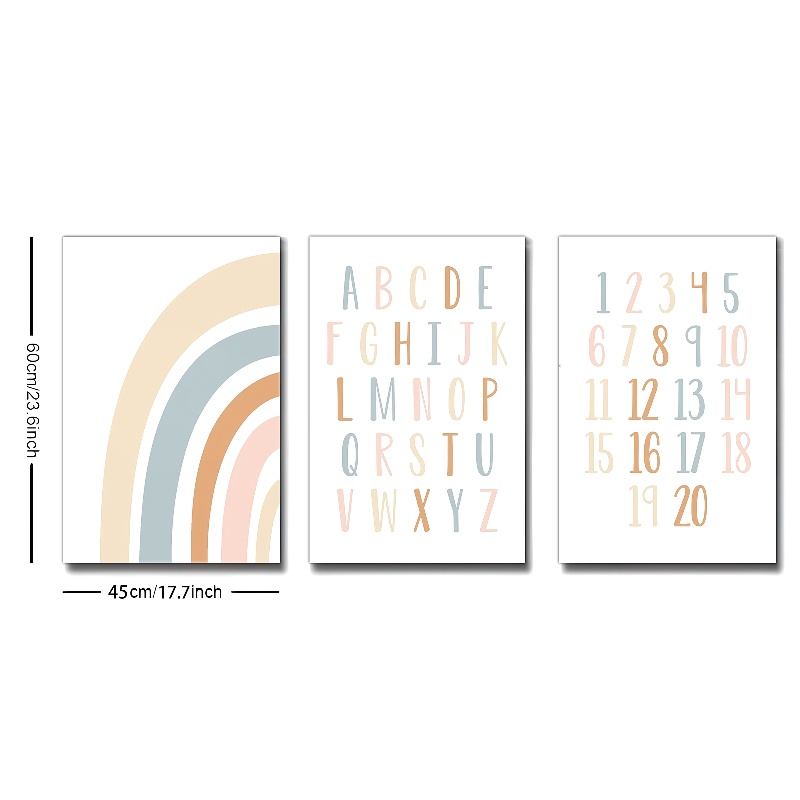 60cm/23.6inch
45cm/17.7inch
A B C D E
F G H I J K
L M N O P
Q R S T U
V W X Y Z
1 2 3 4 5
6 7 8 9 10
11 12 13 14
15 16 17 18
19 20